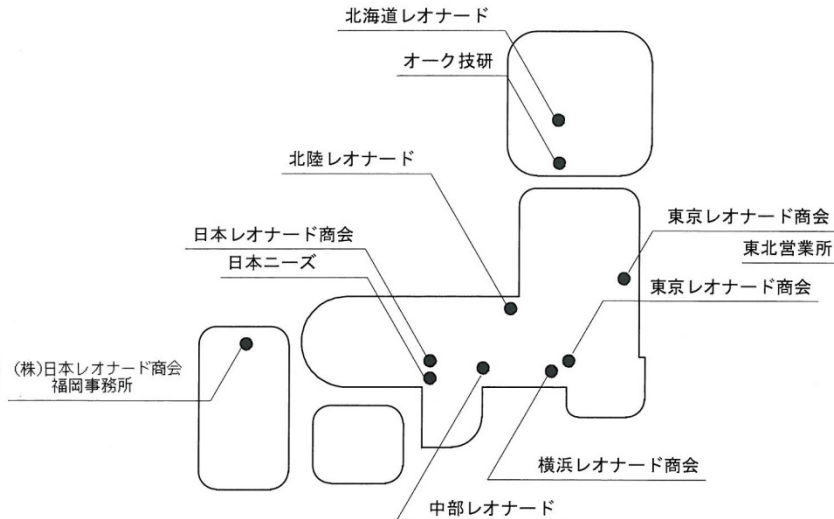 北海道レオナード
オーク技研
北陸レオナード
東京レオナード商会
東北営業所
日本レオナード商会
日本ニーズ
東京レオナード商会
(株)日本レオナード商会
福岡事務所
横浜レオナード商会
中部レオナード